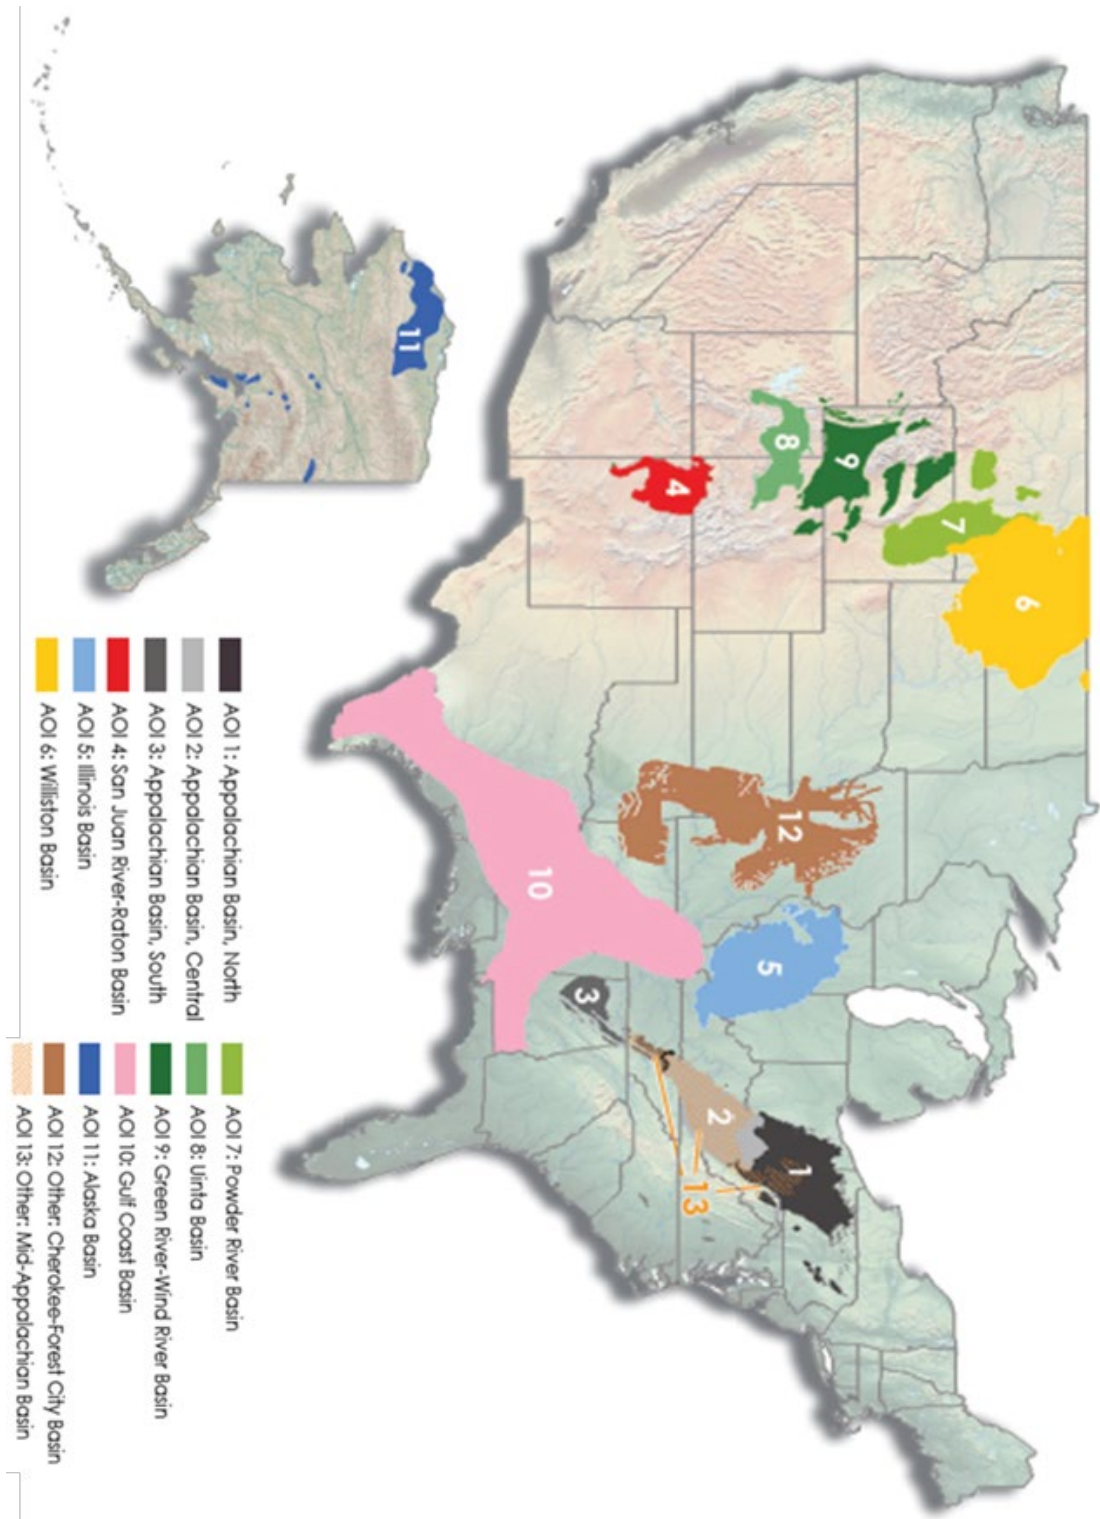 1
2
3
4
5
6
7
8
9
10
11
12
13
AOI 1: Appalachian Basin, North
AOI 2: Appalachian Basin, Central
AOI 3: Appalachian Basin, South
AOI 4: San Juan River-Raton Basin
AOI 5: Illinois Basin
AOI 6: Williston Basin
AOI 7: Powder River Basin
AOI 8: Uinta Basin
AOI 9: Green River-Wind River Basin
AOI 10: Gulf Coast Basin
AOI 11: Alaska Basin
AOI 12: Other: Cherokee-Forest City Basin
AOI 13: Other: Mid-Appalachian Basin